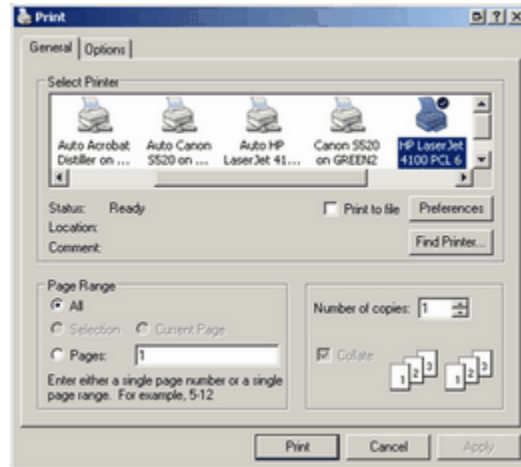 Print
General Options
Select Printer
Auto Acrobat Distiller on ...
Auto Canon S520 on ...
Auto HP LaserJet 41...
Canon S520 on GREEN2
HP LaserJet 4100 PCL 6
Status: Ready
Print to file Preferences
Location:
Comment:
Find Printer...
Page Range
All
Selection Current Page
Pages: 1
Enter either a single page number or a single
page range. For example, 5-12
Number of copies: 1
Collate
1 2 3 1 2 3
Print Cancel Apply